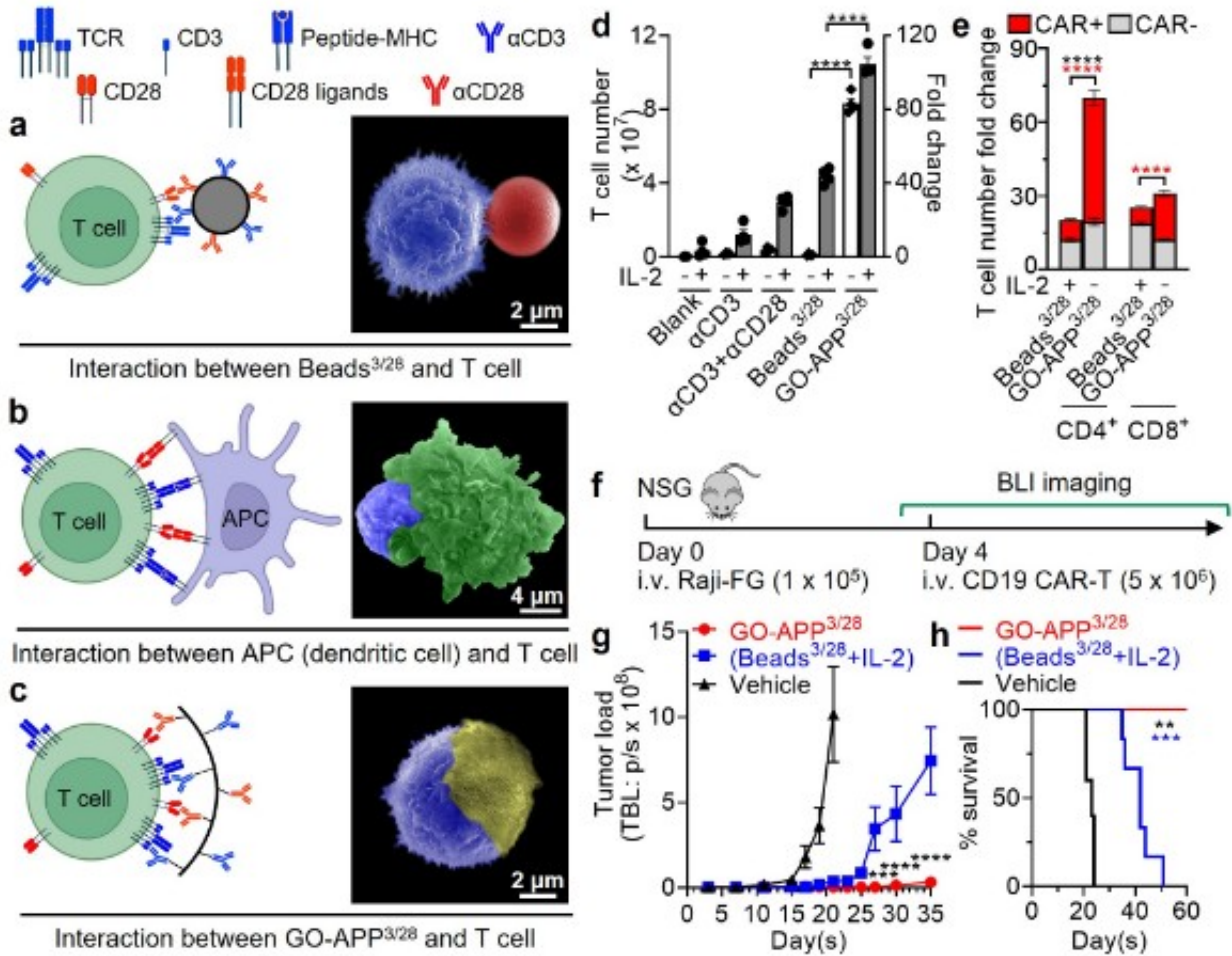 TCR
CD3
Peptide-MHC
αCD3
CD28
CD28 ligands
αCD28
a
T cell
2 μm
Interaction between Beads3/28 and T cell
b
T cell
APC
4 μm
Interaction between APC (dendritic cell) and T cell
c
T cell
2 μm
Interaction between GO-APP3/28 and T cell
d
T cell number
(x 10⁷)
12
8
4
0
****
****
120
80
40
0
Fold change
IL-2 - + - + - + - + - +
Blank
αCD3
αCD3+αCD28
Beads3/28
GO-APP3/28
e
CAR+ CAR-
T cell number fold change
90
60
30
0
****
****
****
IL-2 + - + -
Beads3/28
GO-APP3/28
Beads3/28
GO-APP3/28
CD4+ CD8+
f
NSG
BLI imaging
Day 0
i.v. Raji-FG (1 x 10⁵)
Day 4
i.v. CD19 CAR-T (5 x 10⁶)
g
GO-APP3/28
(Beads3/28+IL-2)
Vehicle
Tumor load
(TBL: p/s x 10⁸)
15
10
5
0
***
****
****
0 5 10 15 20 25 30 35
Day(s)
h
GO-APP3/28
(Beads3/28+IL-2)
Vehicle
% survival
100
50
0
**
***
0 20 40 60
Day(s)